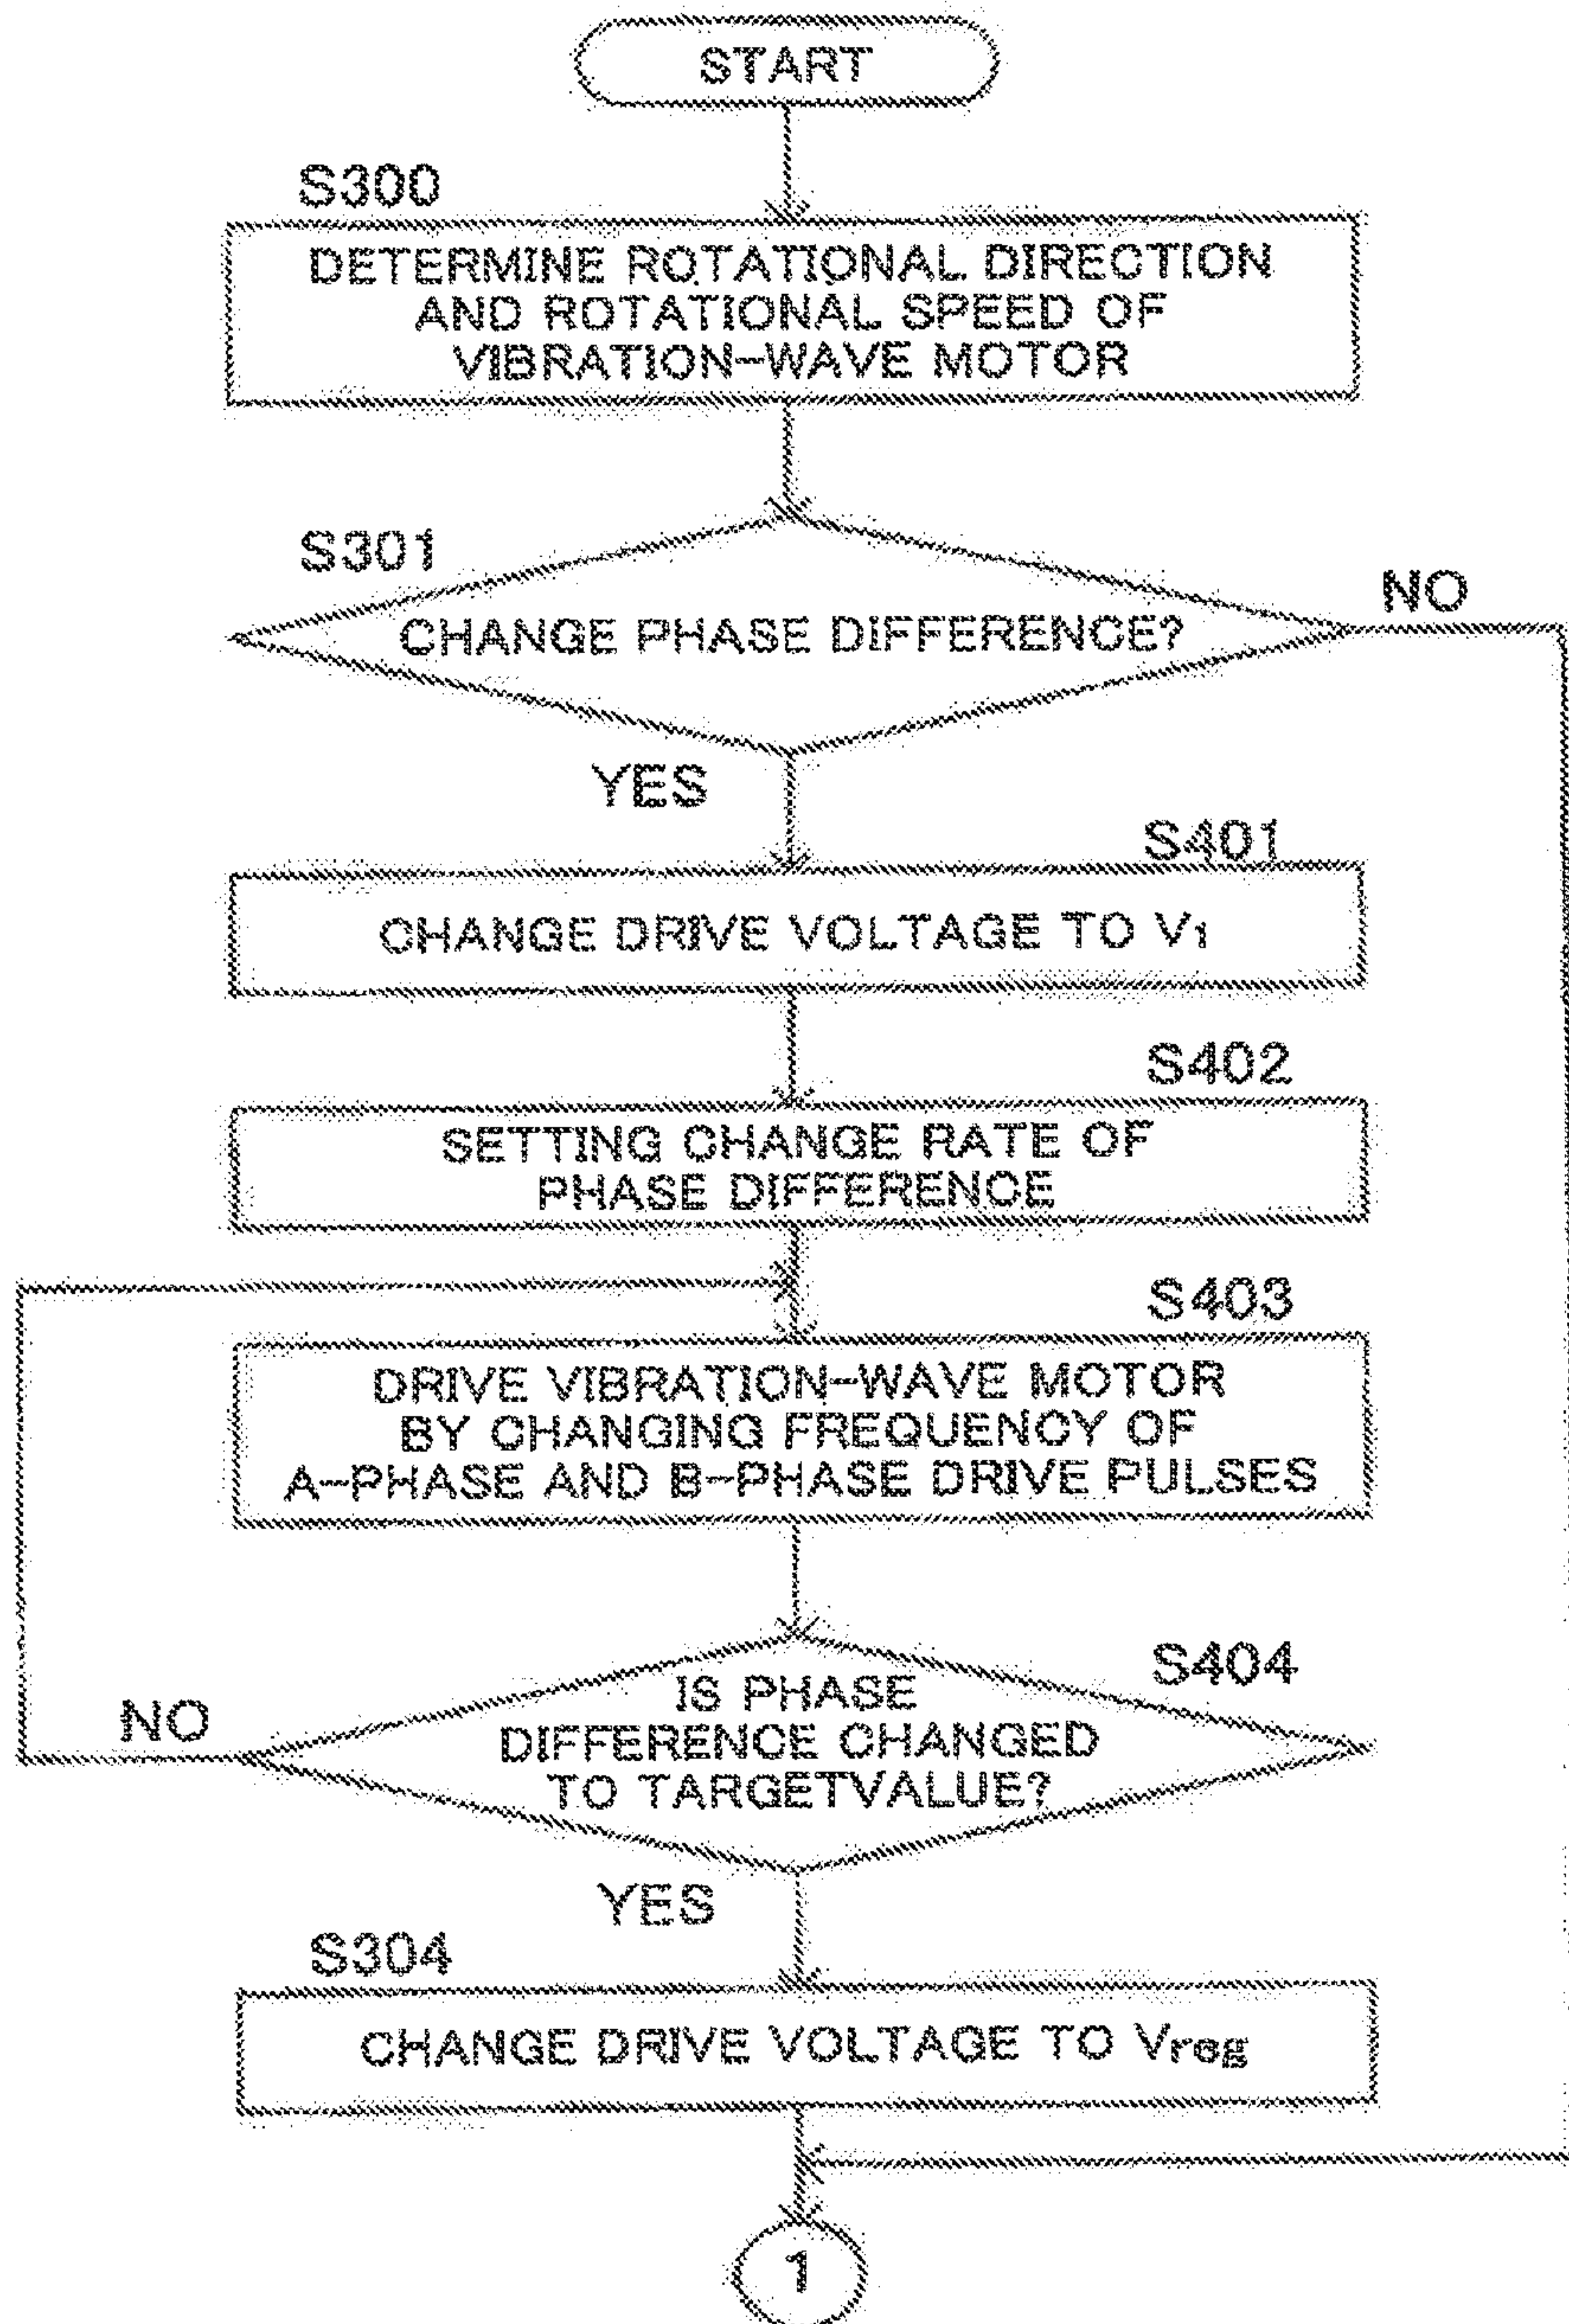 START
S300
DETERMINE ROTATIONAL DIRECTION
AND ROTATIONAL SPEED OF
VIBRATION-WAVE MOTOR
S301
CHANGE PHASE DIFFERENCE?
NO
YES
S401
CHANGE DRIVE VOLTAGE TO V1
S402
SETTING CHANGE RATE OF
PHASE DIFFERENCE
S403
DRIVE VIBRATION-WAVE MOTOR
BY CHANGING FREQUENCY OF
A-PHASE AND B-PHASE DRIVE PULSES
S404
IS PHASE
DIFFERENCE CHANGED
TO TARGETVALUE?
NO
YES
S304
CHANGE DRIVE VOLTAGE TO Vreg
1